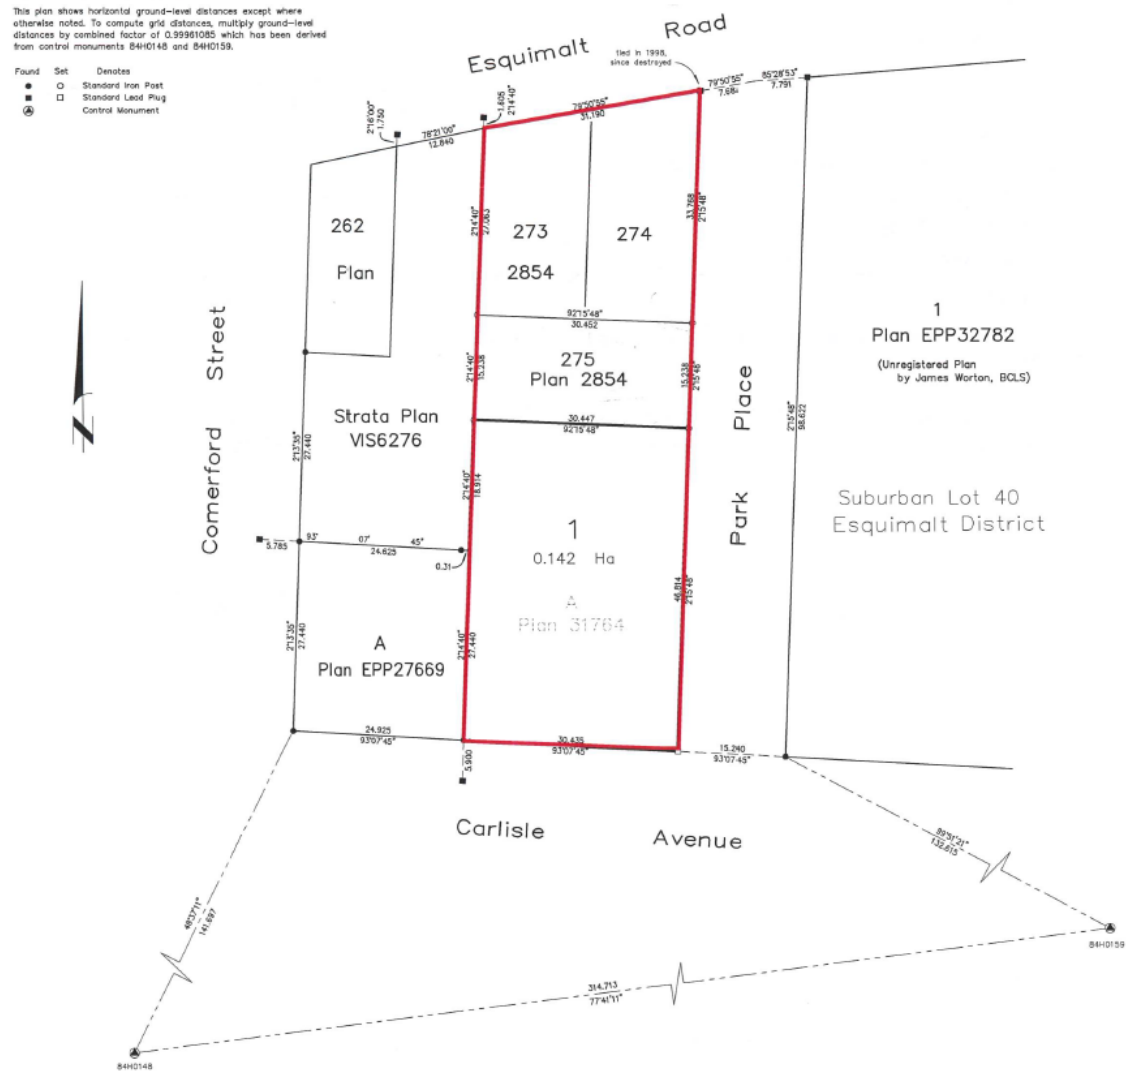 This plan shows horizontal ground-level distances except where
otherwise noted. To compute grid distances, multiply ground-level
distances by combined factor of 0.99961085 which has been derived
from control monuments 84H0148 and 84H0159.
Found Set Denotes
Standard Iron Post
Standard Lead Plug
Control Monument
Esquimalt Road
tied in 1998,
since destroyed
79°50'55"
7.684
85°28'53"
7.791
2°16'00"
1.750
78°21'00"
12.840
1.605
2°14'40"
79°50'55"
31.190
262
Plan
2°14'40"
27.063
273
2854
274
33.768
2°15'48"
92°15'48"
30.452
275
Plan 2854
2°14'40"
15.238
15.238
2°15'48"
30.447
92°15'48"
1
Plan EPP32782
(Unregistered Plan
by James Worton, BCLS)
Comerford Street
Strata Plan
VIS6276
2°13'35"
27.440
Park Place
2°15'48"
98.622
Suburban Lot 40
Esquimalt District
2°14'40"
18.914
5.785
93° 07' 45"
24.625
0.31
1
0.142 Ha
A
Plan 31764
46.814
2°15'48"
2°13'35"
27.440
A
Plan EPP27669
2°14'40"
27.440
24.925
93°07'45"
30.435
93°07'45"
15.240
93°07'45"
5.900
Carlisle Avenue
99°51'21"
132.615
48°37'11"
141.697
84H0159
314.713
77°41'11"
84H0148